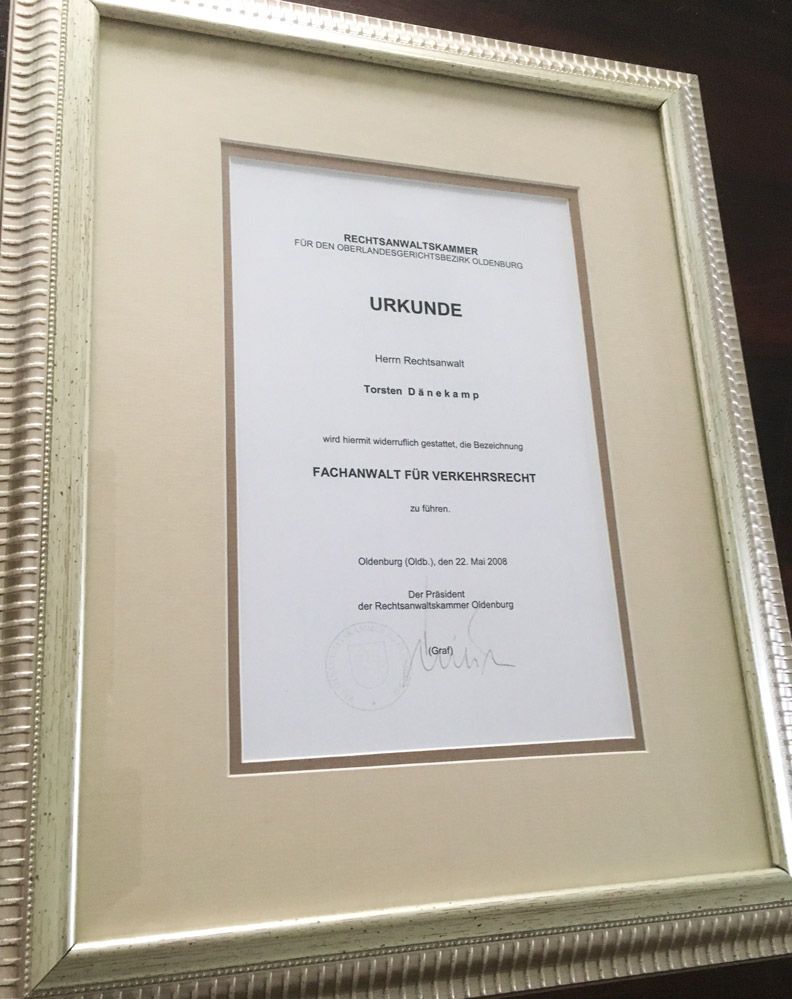 RECHTSANWALTSKAMMER
FÜR DEN OBERLANDESGERICHTSBEZIRK OLDENBURG
URKUNDE
Herrn Rechtsanwalt
Torsten D ä n e k a m p
wird hiermit widerruflich gestattet, die Bezeichnung
FACHANWALT FÜR VERKEHRSRECHT
zu führen.
Oldenburg (Oldb.), den 22. Mai 2008
Der Präsident
der Rechtsanwaltskammer Oldenburg
(Graf)